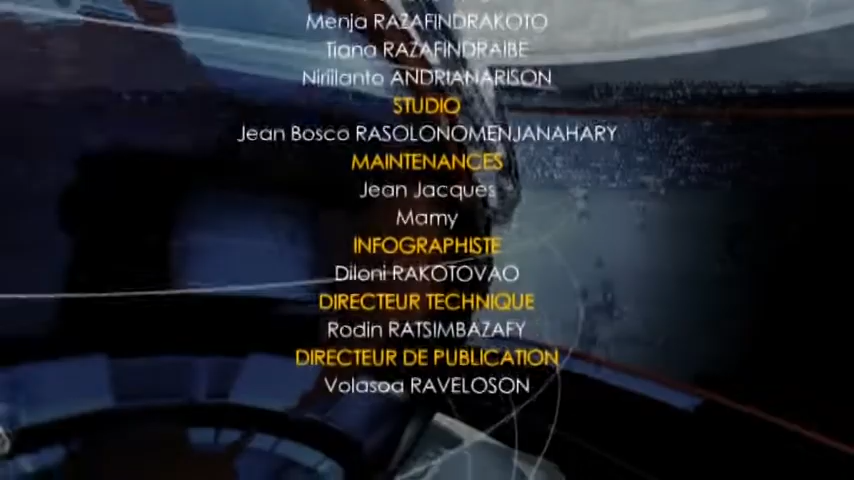 Menja RAZAFINDRAKOTO
Tiana RAZAFINDRAIBE
Niriilanto ANDRIANARISON
STUDIO
Jean Bosco RASOLONOMENJANAHARY
MAINTENANCES
Jean Jacques
Mamy
INFOGRAPHISTE
Diloni RAKOTOVAO
DIRECTEUR TECHNIQUE
Rodin RATSIMBAZAFY
DIRECTEUR DE PUBLICATION
Volasoa RAVELOSON